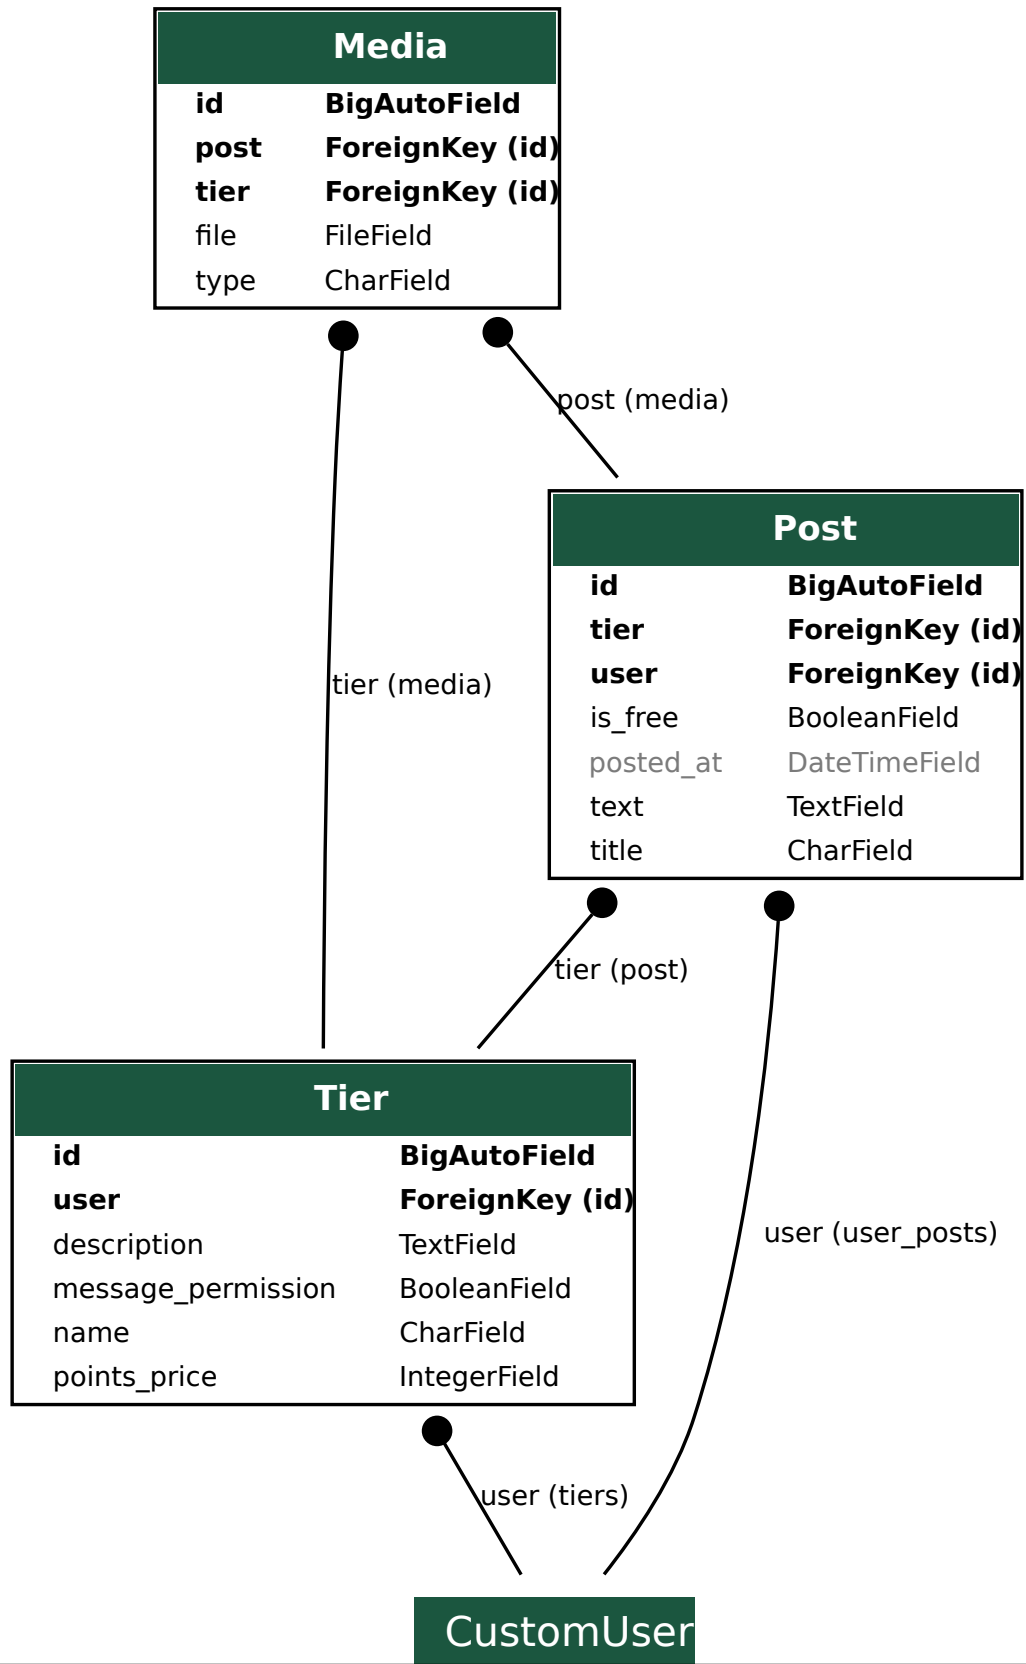 Media
id BigAutoField
post ForeignKey (id)
tier ForeignKey (id)
file FileField
type CharField
post (media)
Post
id BigAutoField
tier ForeignKey (id)
user ForeignKey (id)
is_free BooleanField
posted_at DateTimeField
text TextField
title CharField
tier (media)
tier (post)
Tier
id BigAutoField
user ForeignKey (id)
description TextField
message_permission BooleanField
name CharField
points_price IntegerField
user (user_posts)
user (tiers)
CustomUser